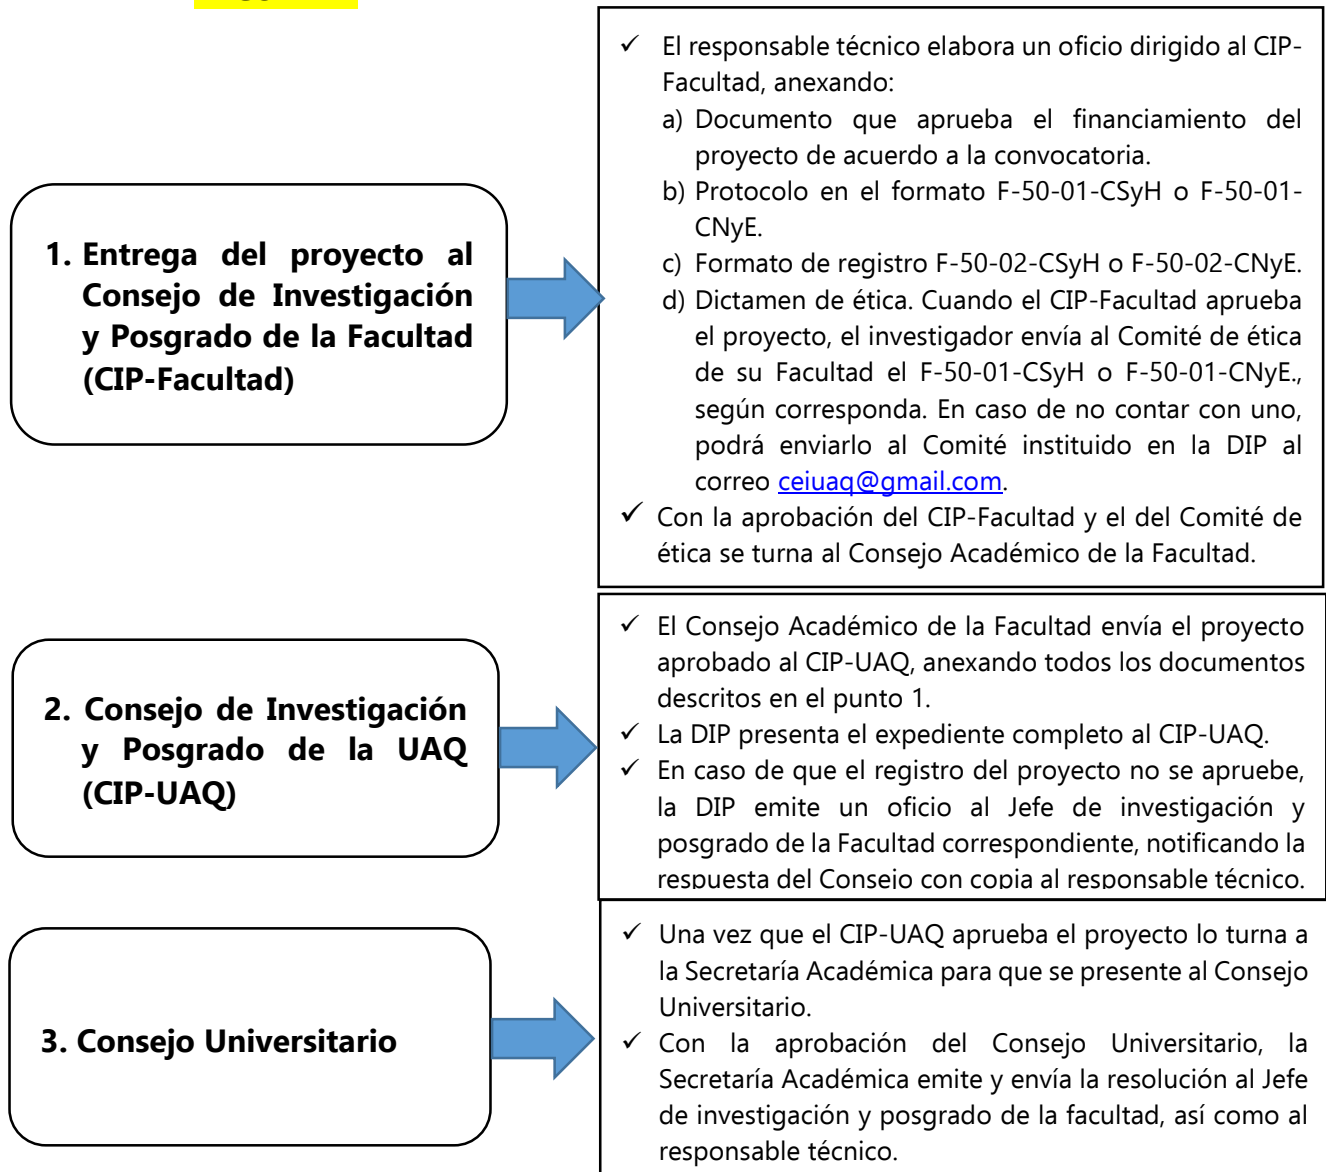 ✓ El responsable técnico elabora un oficio dirigido al CIP-
Facultad, anexando:
a) Documento que aprueba el financiamiento del
proyecto de acuerdo a la convocatoria.
b) Protocolo en el formato F-50-01-CSyH o F-50-01-
CNyE.
c) Formato de registro F-50-02-CSyH o F-50-02-CNyE.
d) Dictamen de ética. Cuando el CIP-Facultad aprueba
el proyecto, el investigador envía al Comité de ética
de su Facultad el F-50-01-CSyH o F-50-01-CNyE.,
según corresponda. En caso de no contar con uno,
podrá enviarlo al Comité instituido en la DIP al
correo ceiuaq@gmail.com.
✓ Con la aprobación del CIP-Facultad y el del Comité de
ética se turna al Consejo Académico de la Facultad.
1. Entrega del proyecto al
Consejo de Investigación
y Posgrado de la Facultad
(CIP-Facultad)
✓ El Consejo Académico de la Facultad envía el proyecto
aprobado al CIP-UAQ, anexando todos los documentos
descritos en el punto 1.
✓ La DIP presenta el expediente completo al CIP-UAQ.
✓ En caso de que el registro del proyecto no se apruebe,
la DIP emite un oficio al Jefe de investigación y
posgrado de la Facultad correspondiente, notificando la
respuesta del Consejo con copia al responsable técnico.
2. Consejo de Investigación
y Posgrado de la UAQ
(CIP-UAQ)
✓ Una vez que el CIP-UAQ aprueba el proyecto lo turna a
la Secretaría Académica para que se presente al Consejo
Universitario.
✓ Con la aprobación del Consejo Universitario, la
Secretaría Académica emite y envía la resolución al Jefe
de investigación y posgrado de la facultad, así como al
responsable técnico.
3. Consejo Universitario